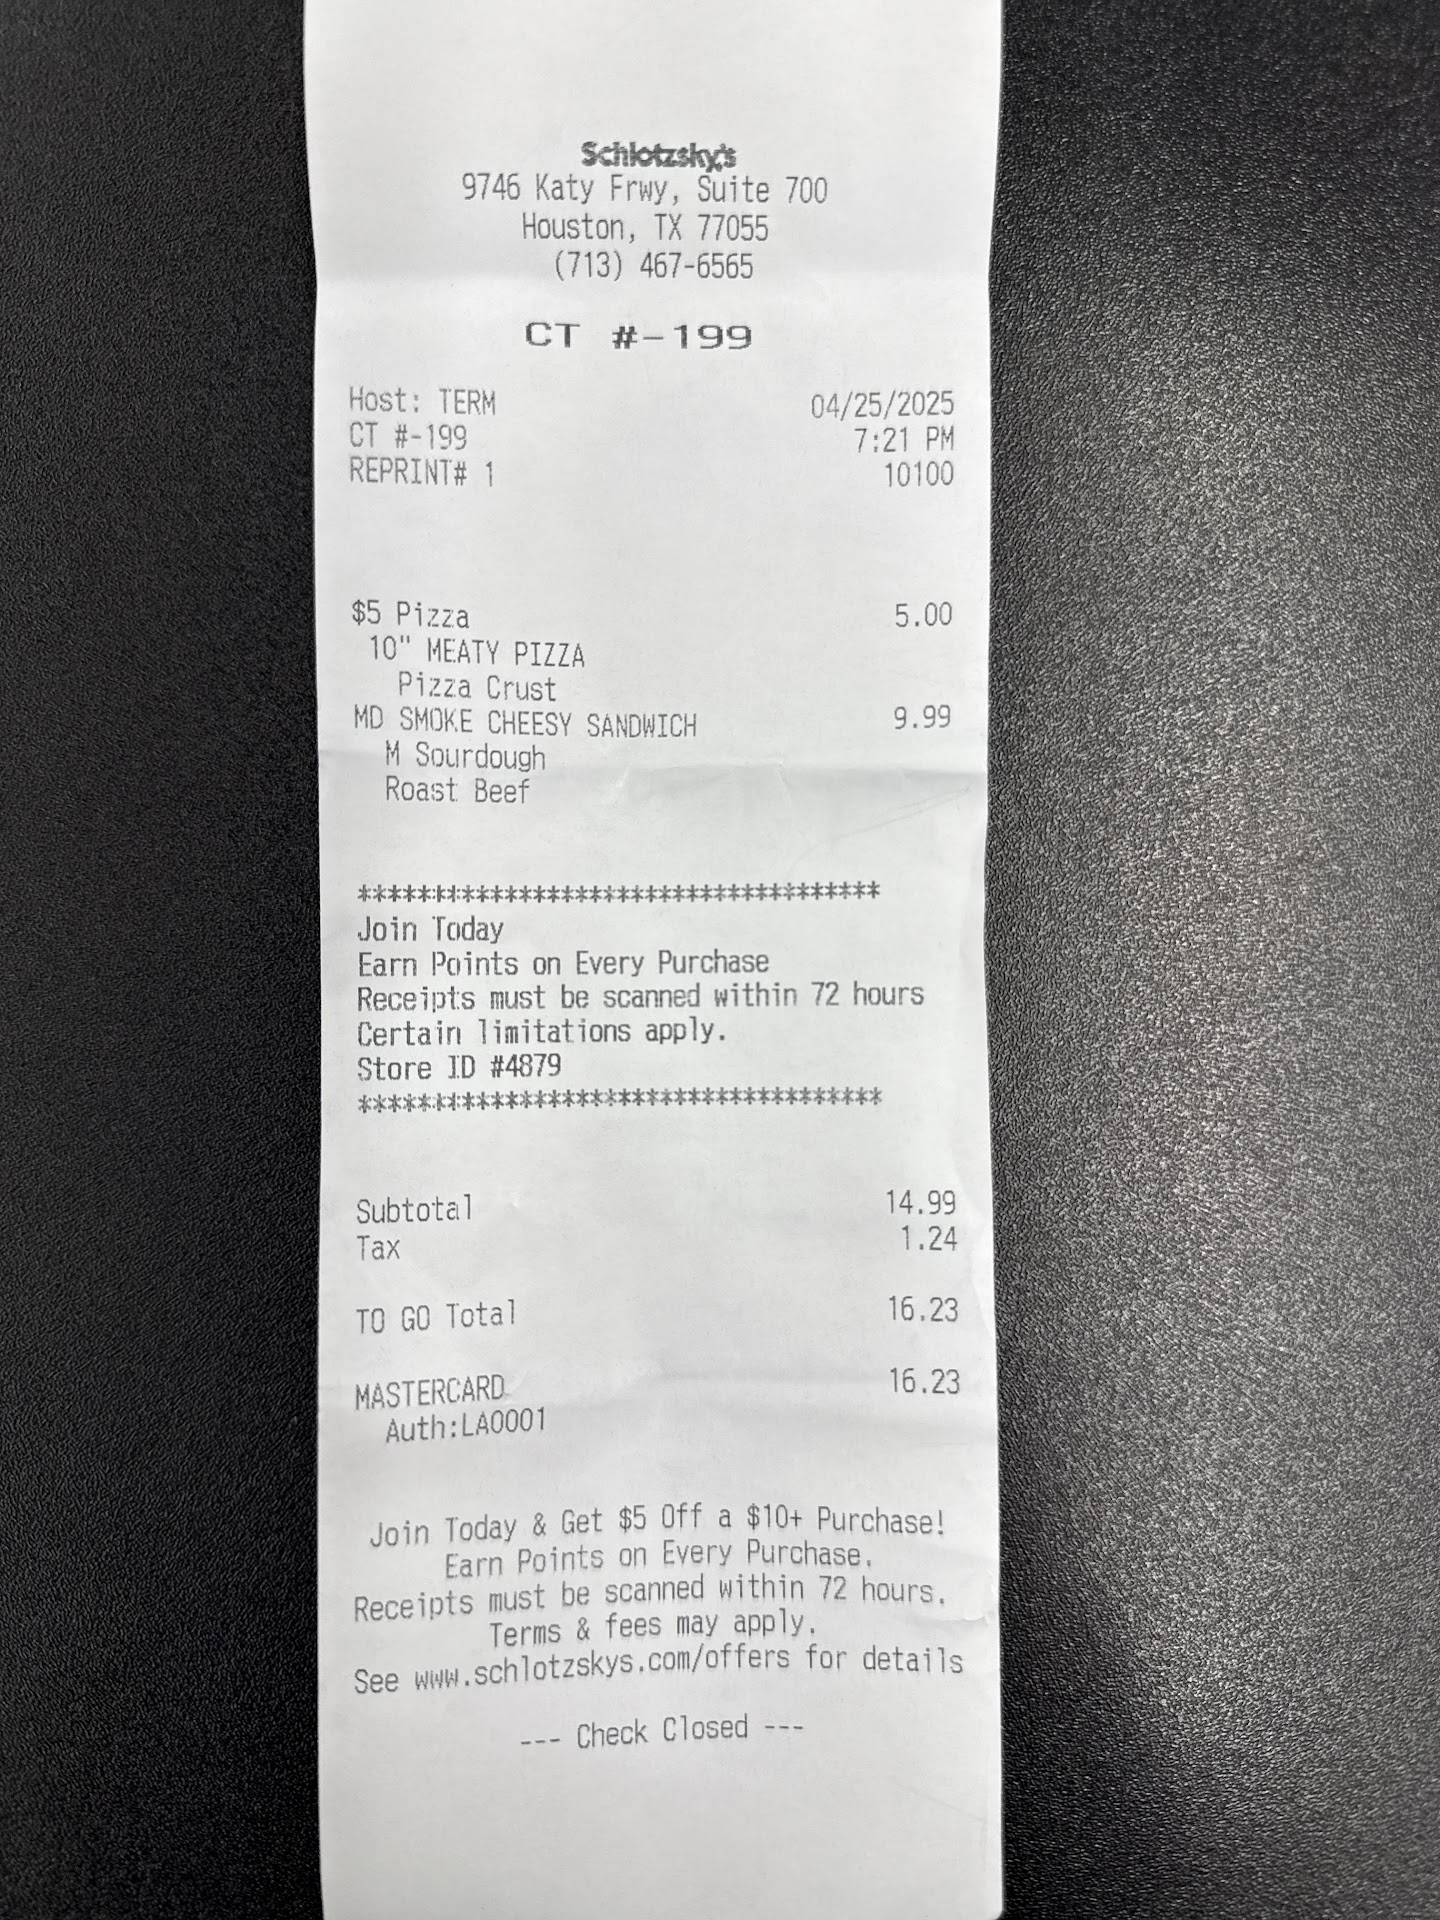 Schlotzsky's
9746 Katy Frwy, Suite 700
Houston, TX 77055
(713) 467-6565
CT #-199
Host: TERM 04/25/2025
CT #-199 7:21 PM
REPRINT# 1 10100
$5 Pizza 5.00
10" MEATY PIZZA
Pizza Crust
MD SMOKE CHEESY SANDWICH 9.99
M Sourdough
Roast Beef
************************************
Join Today
Earn Points on Every Purchase
Receipts must be scanned within 72 hours
Certain limitations apply.
Store ID #4879
************************************
Subtotal 14.99
Tax 1.24
TO GO Total 16.23
MASTERCARD 16.23
Auth:LA0001
Join Today & Get $5 Off a $10+ Purchase!
Earn Points on Every Purchase.
Receipts must be scanned within 72 hours.
Terms & fees may apply.
See www.schlotzskys.com/offers for details
--- Check Closed ---